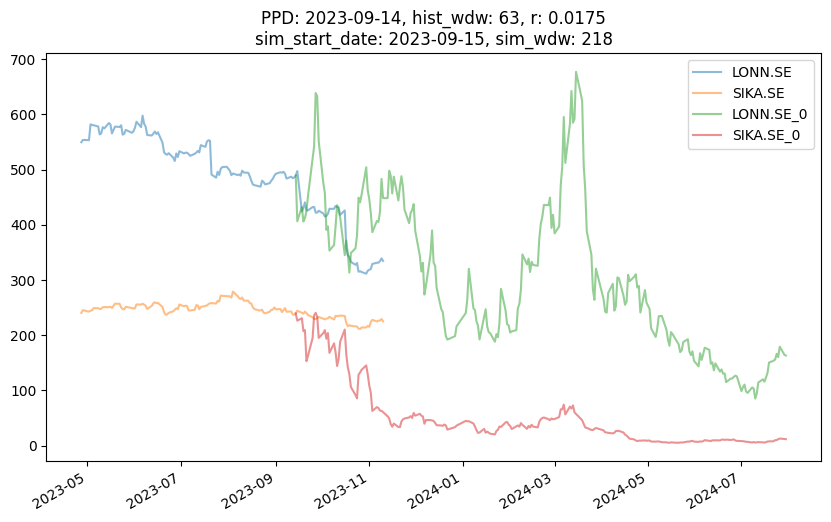 PPD: 2023-09-14, hist_wdw: 63, r: 0.0175
sim_start_date: 2023-09-15, sim_wdw: 218
LONN.SE
SIKA.SE
LONN.SE_0
SIKA.SE_0
700
600
500
400
300
200
100
0
2023-05
2023-07
2023-09
2023-11
2024-01
2024-03
2024-05
2024-07